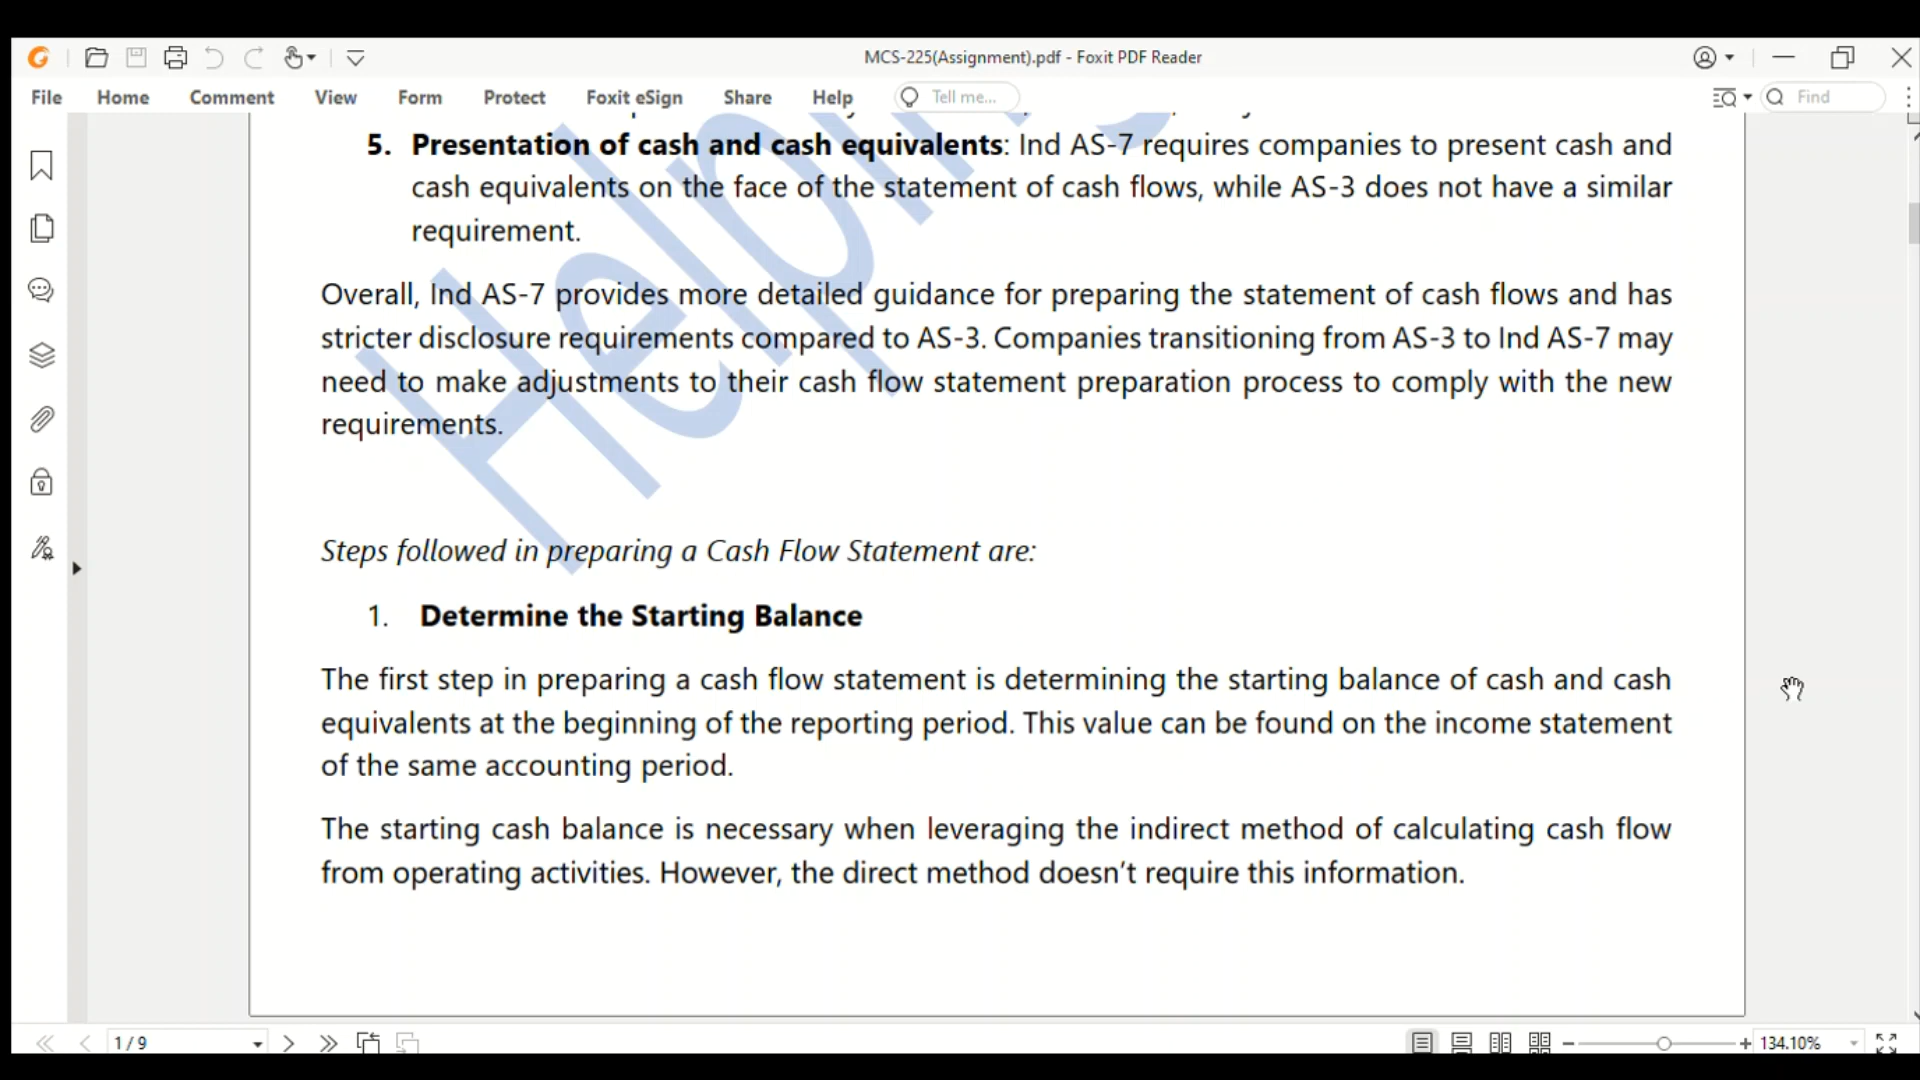 MCS-225(Assignment).pdf - Foxit PDF Reader
File Home Comment View Form Protect Foxit eSign Share Help Tell me... Find
5. Presentation of cash and cash equivalents: Ind AS-7 requires companies to present cash and
cash equivalents on the face of the statement of cash flows, while AS-3 does not have a similar
requirement.
Overall, Ind AS-7 provides more detailed guidance for preparing the statement of cash flows and has
stricter disclosure requirements compared to AS-3. Companies transitioning from AS-3 to Ind AS-7 may
need to make adjustments to their cash flow statement preparation process to comply with the new
requirements.
Steps followed in preparing a Cash Flow Statement are:
1. Determine the Starting Balance
The first step in preparing a cash flow statement is determining the starting balance of cash and cash
equivalents at the beginning of the reporting period. This value can be found on the income statement
of the same accounting period.
The starting cash balance is necessary when leveraging the indirect method of calculating cash flow
from operating activities. However, the direct method doesn't require this information.
1 / 9
134.10%